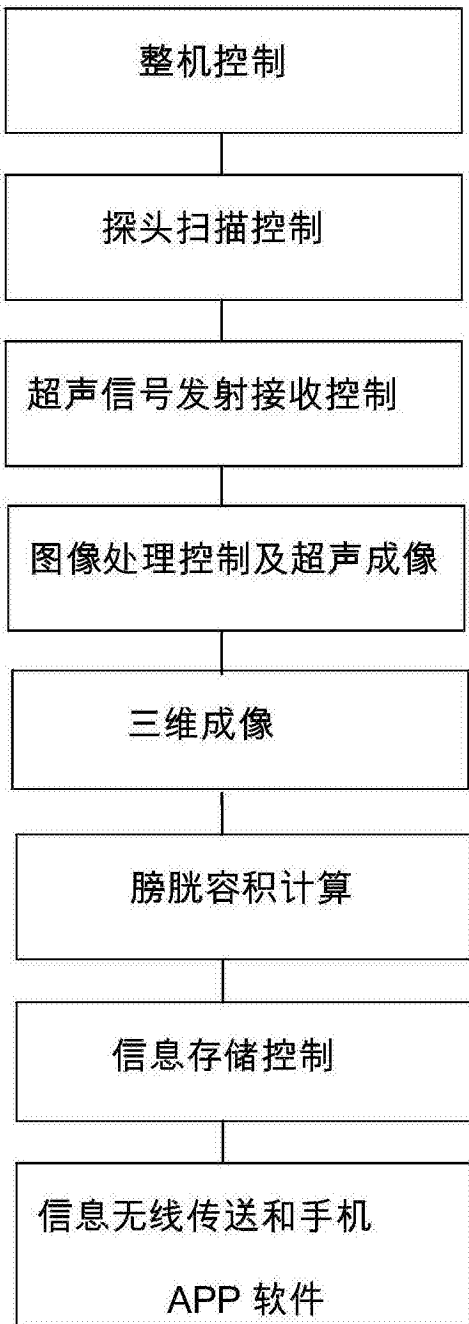 整机控制
探头扫描控制
超声信号发射接收控制
图像处理控制及超声成像
三维成像
膀胱容积计算
信息存储控制
信息无线传送和手机
APP 软件